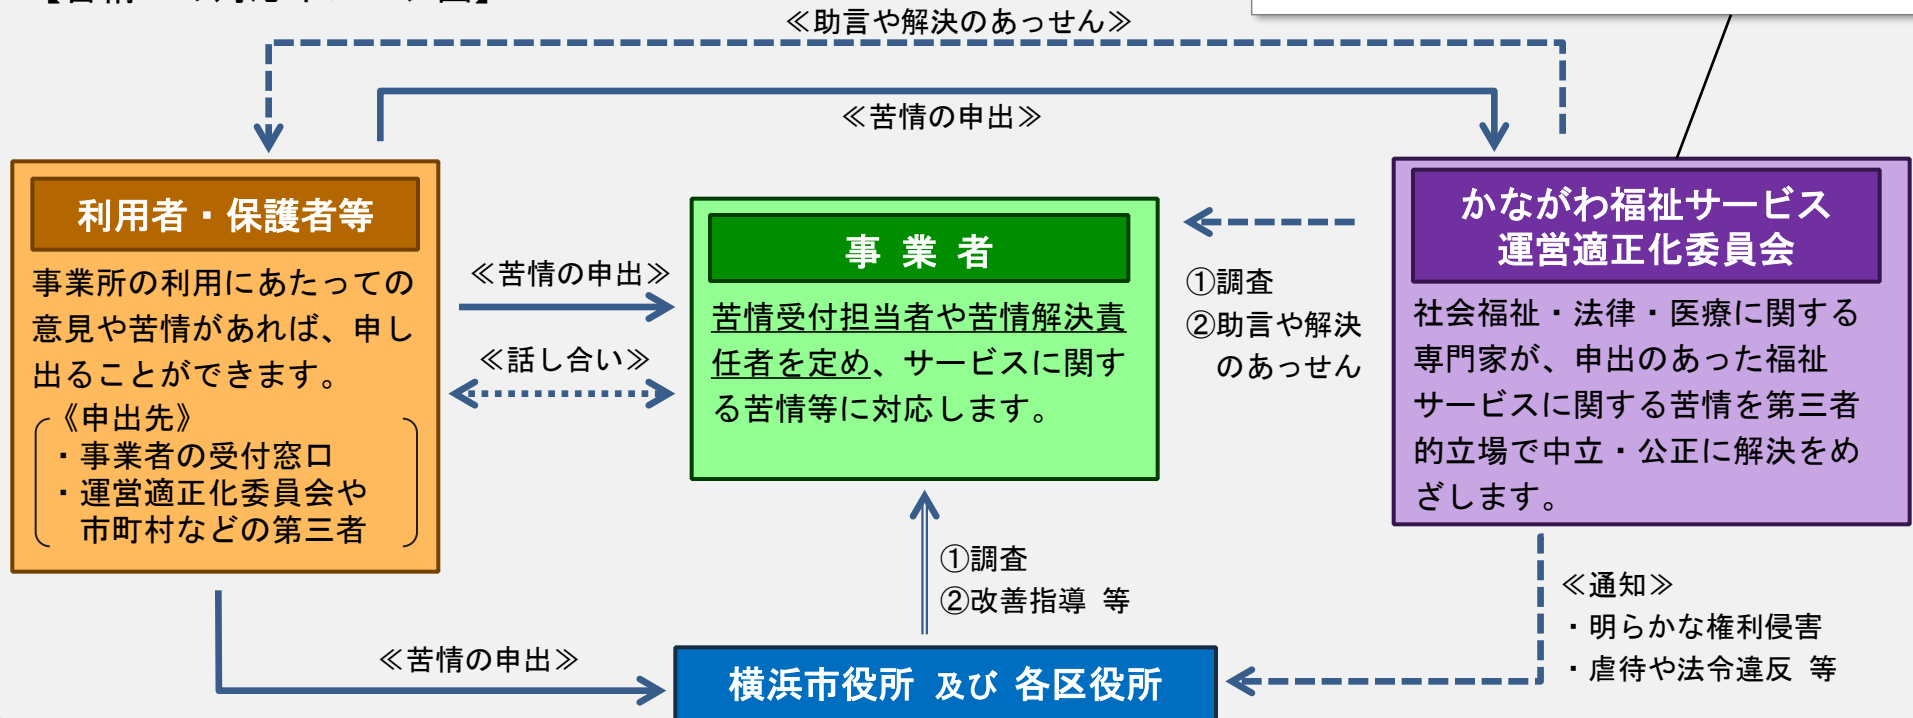 ≪助言や解決のあっせん≫
≪苦情の申出≫
利用者・保護者等
事業所の利用にあたっての
意見や苦情があれば、申し
出ることができます。
《申出先》
・事業者の受付窓口
・運営適正化委員会や
市町村などの第三者
≪苦情の申出≫
≪話し合い≫
事 業 者
苦情受付担当者や苦情解決責
任者を定め、サービスに関す
る苦情等に対応します。
①調査
②助言や解決
のあっせん
かながわ福祉サービス
運営適正化委員会
社会福祉・法律・医療に関する
専門家が、申出のあった福祉
サービスに関する苦情を第三者
的立場で中立・公正に解決をめ
ざします。
①調査
②改善指導 等
≪通知≫
・明らかな権利侵害
・虐待や法令違反 等
≪苦情の申出≫
横浜市役所 及び 各区役所